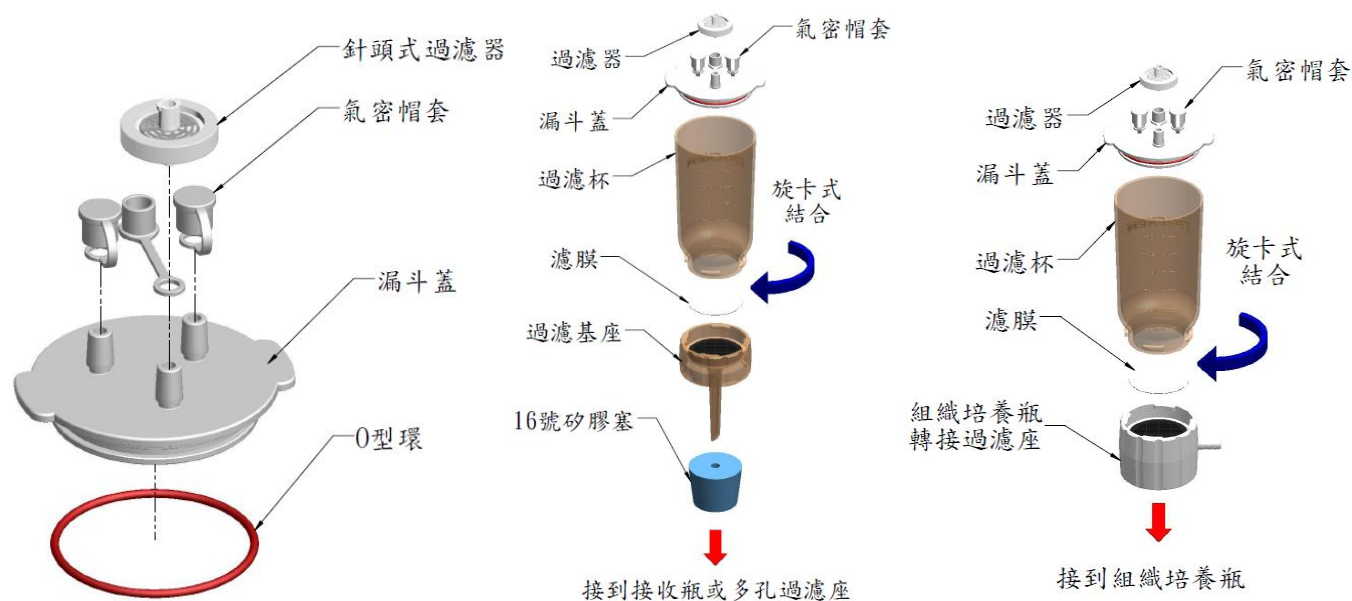 針頭式過濾器
氣密帽套
漏斗蓋
O型環
過濾器
氣密帽套
漏斗蓋
過濾杯
旋卡式
結合
濾膜
過濾基座
16號矽膠塞
接到接收瓶或多孔過濾座
過濾器
氣密帽套
漏斗蓋
過濾杯
旋卡式
結合
濾膜
組織培養瓶
轉接過濾座
接到組織培養瓶